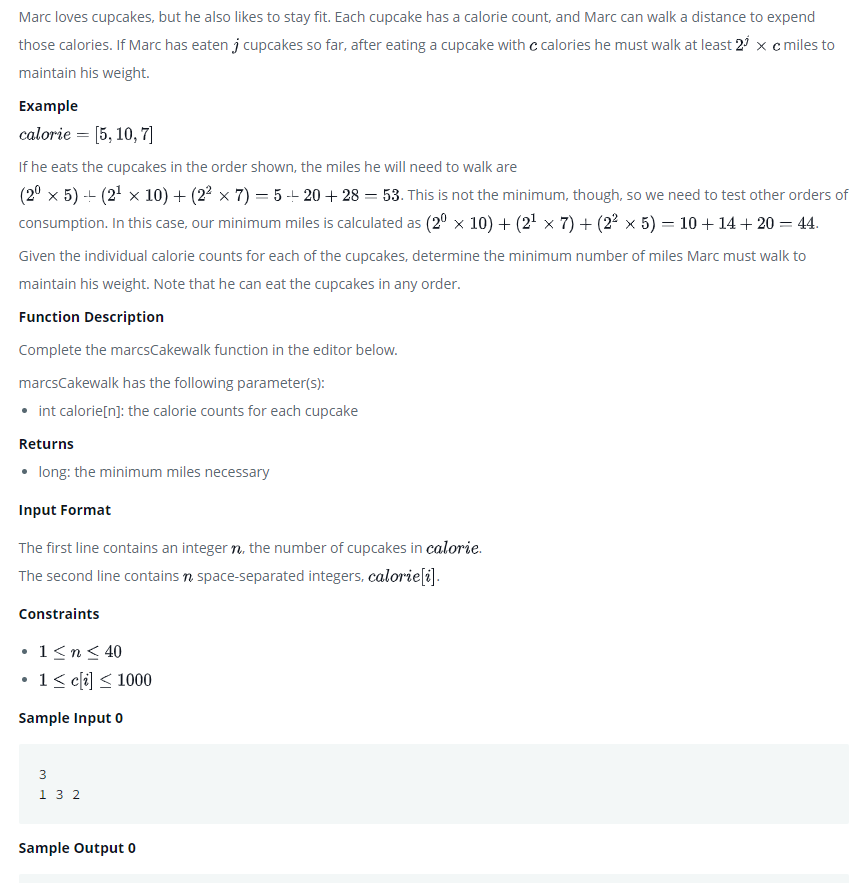 Marc loves cupcakes, but he also likes to stay fit. Each cupcake has a calorie count, and Marc can walk a distance to expend
those calories. If Marc has eaten j cupcakes so far, after eating a cupcake with c calories he must walk at least 2^j × c miles to
maintain his weight.
Example
calorie = [5, 10, 7]
If he eats the cupcakes in the order shown, the miles he will need to walk are
(2^0 × 5) + (2^1 × 10) + (2^2 × 7) = 5 + 20 + 28 = 53. This is not the minimum, though, so we need to test other orders of
consumption. In this case, our minimum miles is calculated as (2^0 × 10) + (2^1 × 7) + (2^2 × 5) = 10 + 14 + 20 = 44.
Given the individual calorie counts for each of the cupcakes, determine the minimum number of miles Marc must walk to
maintain his weight. Note that he can eat the cupcakes in any order.
Function Description
Complete the marcsCakewalk function in the editor below.
marcsCakewalk has the following parameter(s):
• int calorie[n]: the calorie counts for each cupcake
Returns
• long: the minimum miles necessary
Input Format
The first line contains an integer n, the number of cupcakes in calorie.
The second line contains n space-separated integers, calorie[i].
Constraints
• 1 ≤ n ≤ 40
• 1 ≤ c[i] ≤ 1000
Sample Input 0
3
1 3 2
Sample Output 0